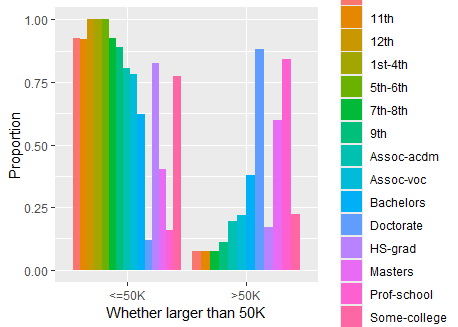 1.00
0.75
0.50
0.25
0.00
Proportion
<=50K
>50K
Whether larger than 50K
11th
12th
1st-4th
5th-6th
7th-8th
9th
Assoc-acdm
Assoc-voc
Bachelors
Doctorate
HS-grad
Masters
Prof-school
Some-college